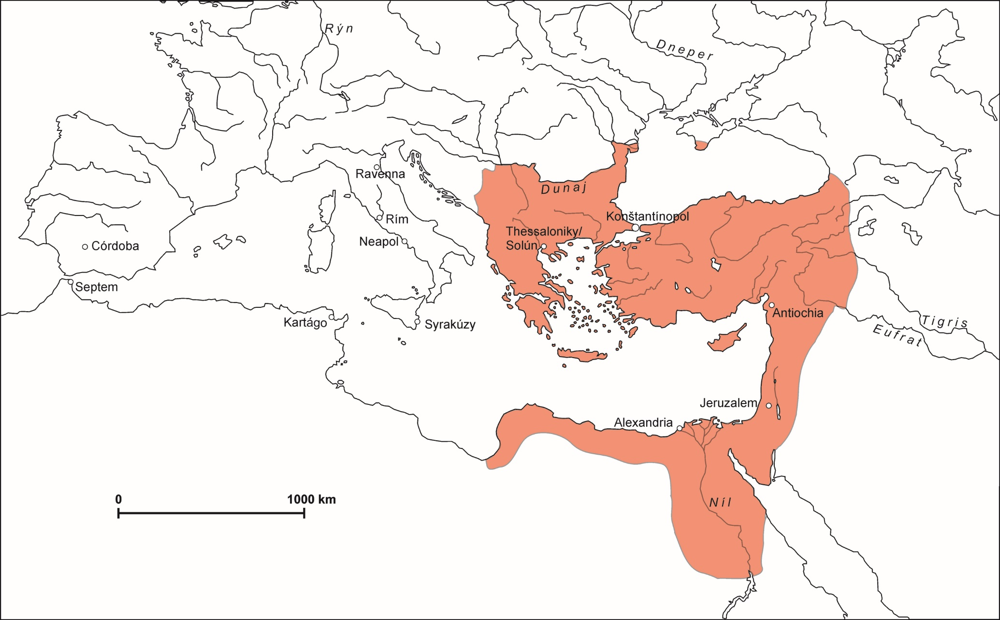 Rýn
Dneper
Ravenna
Dunaj
Rím
Konštantínopol
Thessaloniky/
Solún
Neapol
Córdoba
Septem
Kartágo
Syrakúzy
Antiochia
Tigris
Eufrat
Jeruzalem
Alexandria
Níl
0 1000 km